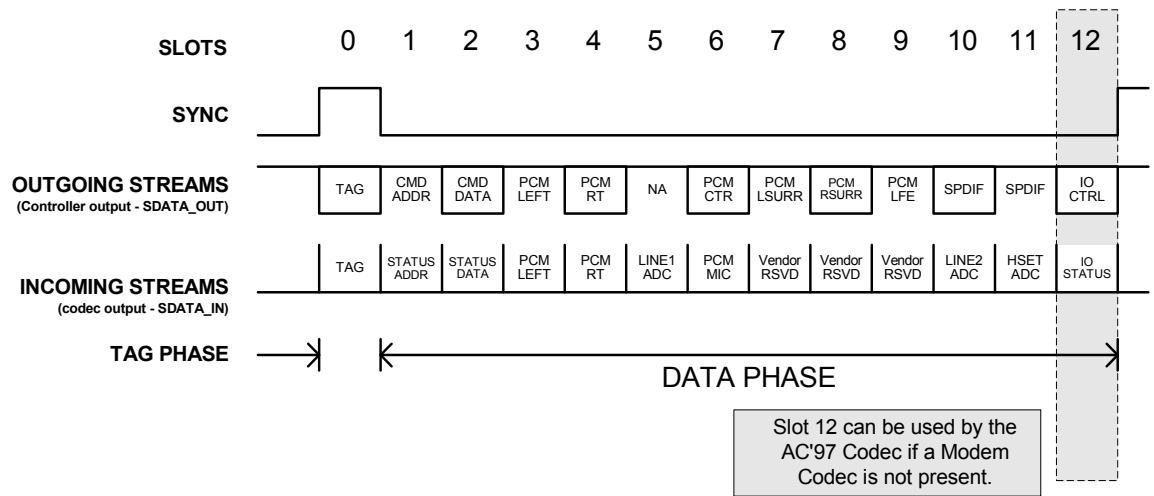 SLOTS 0 1 2 3 4 5 6 7 8 9 10 11 12
SYNC
OUTGOING STREAMS
(Controller output - SDATA_OUT)
TAG CMD ADDR CMD DATA PCM LEFT PCM RT NA PCM CTR PCM LSURR PCM RSURR PCM LFE SPDIF SPDIF IO CTRL
INCOMING STREAMS
(codec output - SDATA_IN)
TAG STATUS ADDR STATUS DATA PCM LEFT PCM RT LINE1 ADC PCM MIC Vendor RSVD Vendor RSVD Vendor RSVD LINE2 ADC HSET ADC IO STATUS
TAG PHASE
DATA PHASE
Slot 12 can be used by the
AC'97 Codec if a Modem
Codec is not present.